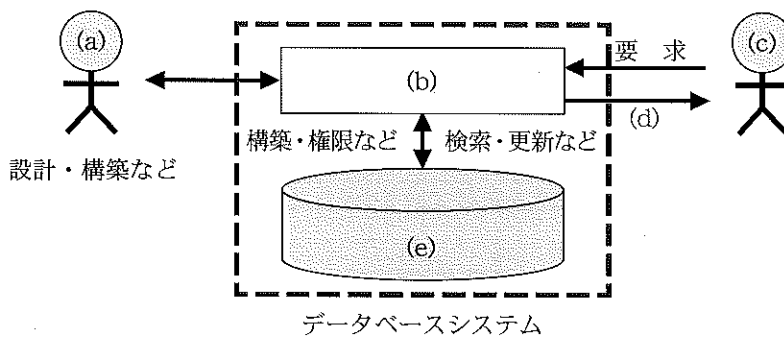 (a)
(b)
(c)
要 求
(d)
構築・権限など
検索・更新など
設計・構築など
(e)
データベースシステム